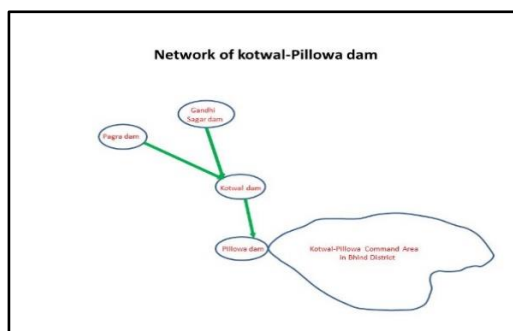 Network of kotwal-Pillowa dam
Gandhi
Sagar dam
Pagra dam
Kotwal dam
Pillowa dam
Kotwal-Pillowa Command Area
in Bhind District